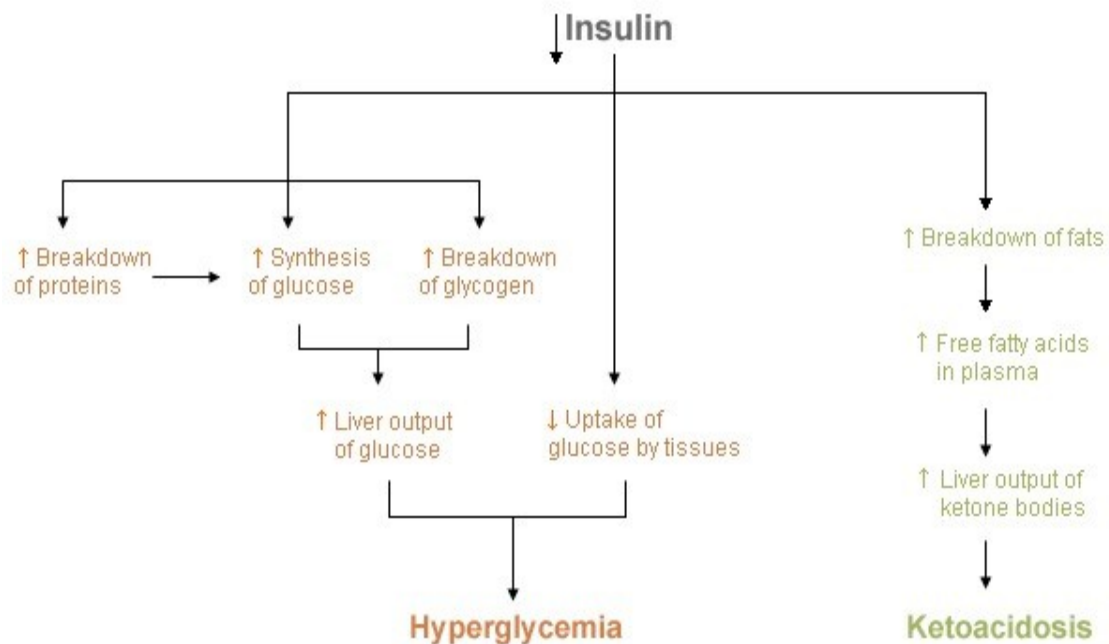 ↓Insulin
↑ Breakdown
of proteins
↑ Synthesis
of glucose
↑ Breakdown
of glycogen
↑ Breakdown of fats
↑ Free fatty acids
in plasma
↑ Liver output
of glucose
↓ Uptake of
glucose by tissues
↑ Liver output of
ketone bodies
Hyperglycemia
Ketoacidosis